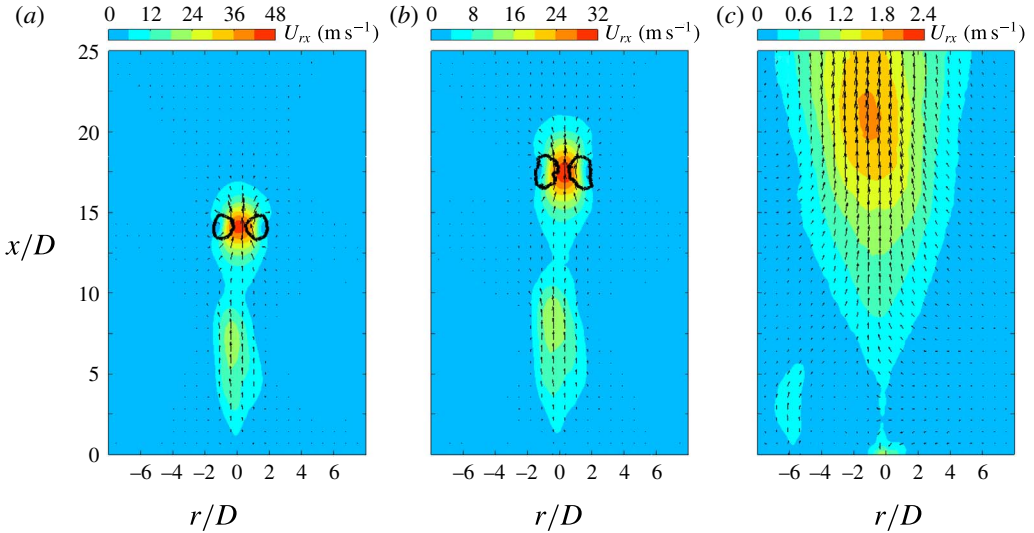 (a) 0 12 24 36 48 U_rx (m s⁻¹)
(b) 0 8 16 24 32 U_rx (m s⁻¹)
(c) 0 0.6 1.2 1.8 2.4 U_rx (m s⁻¹)
25
20
15
x/D
10
5
0
−6 −4 −2 0 2 4 6
−6 −4 −2 0 2 4 6
−6 −4 −2 0 2 4 6
r/D
r/D
r/D